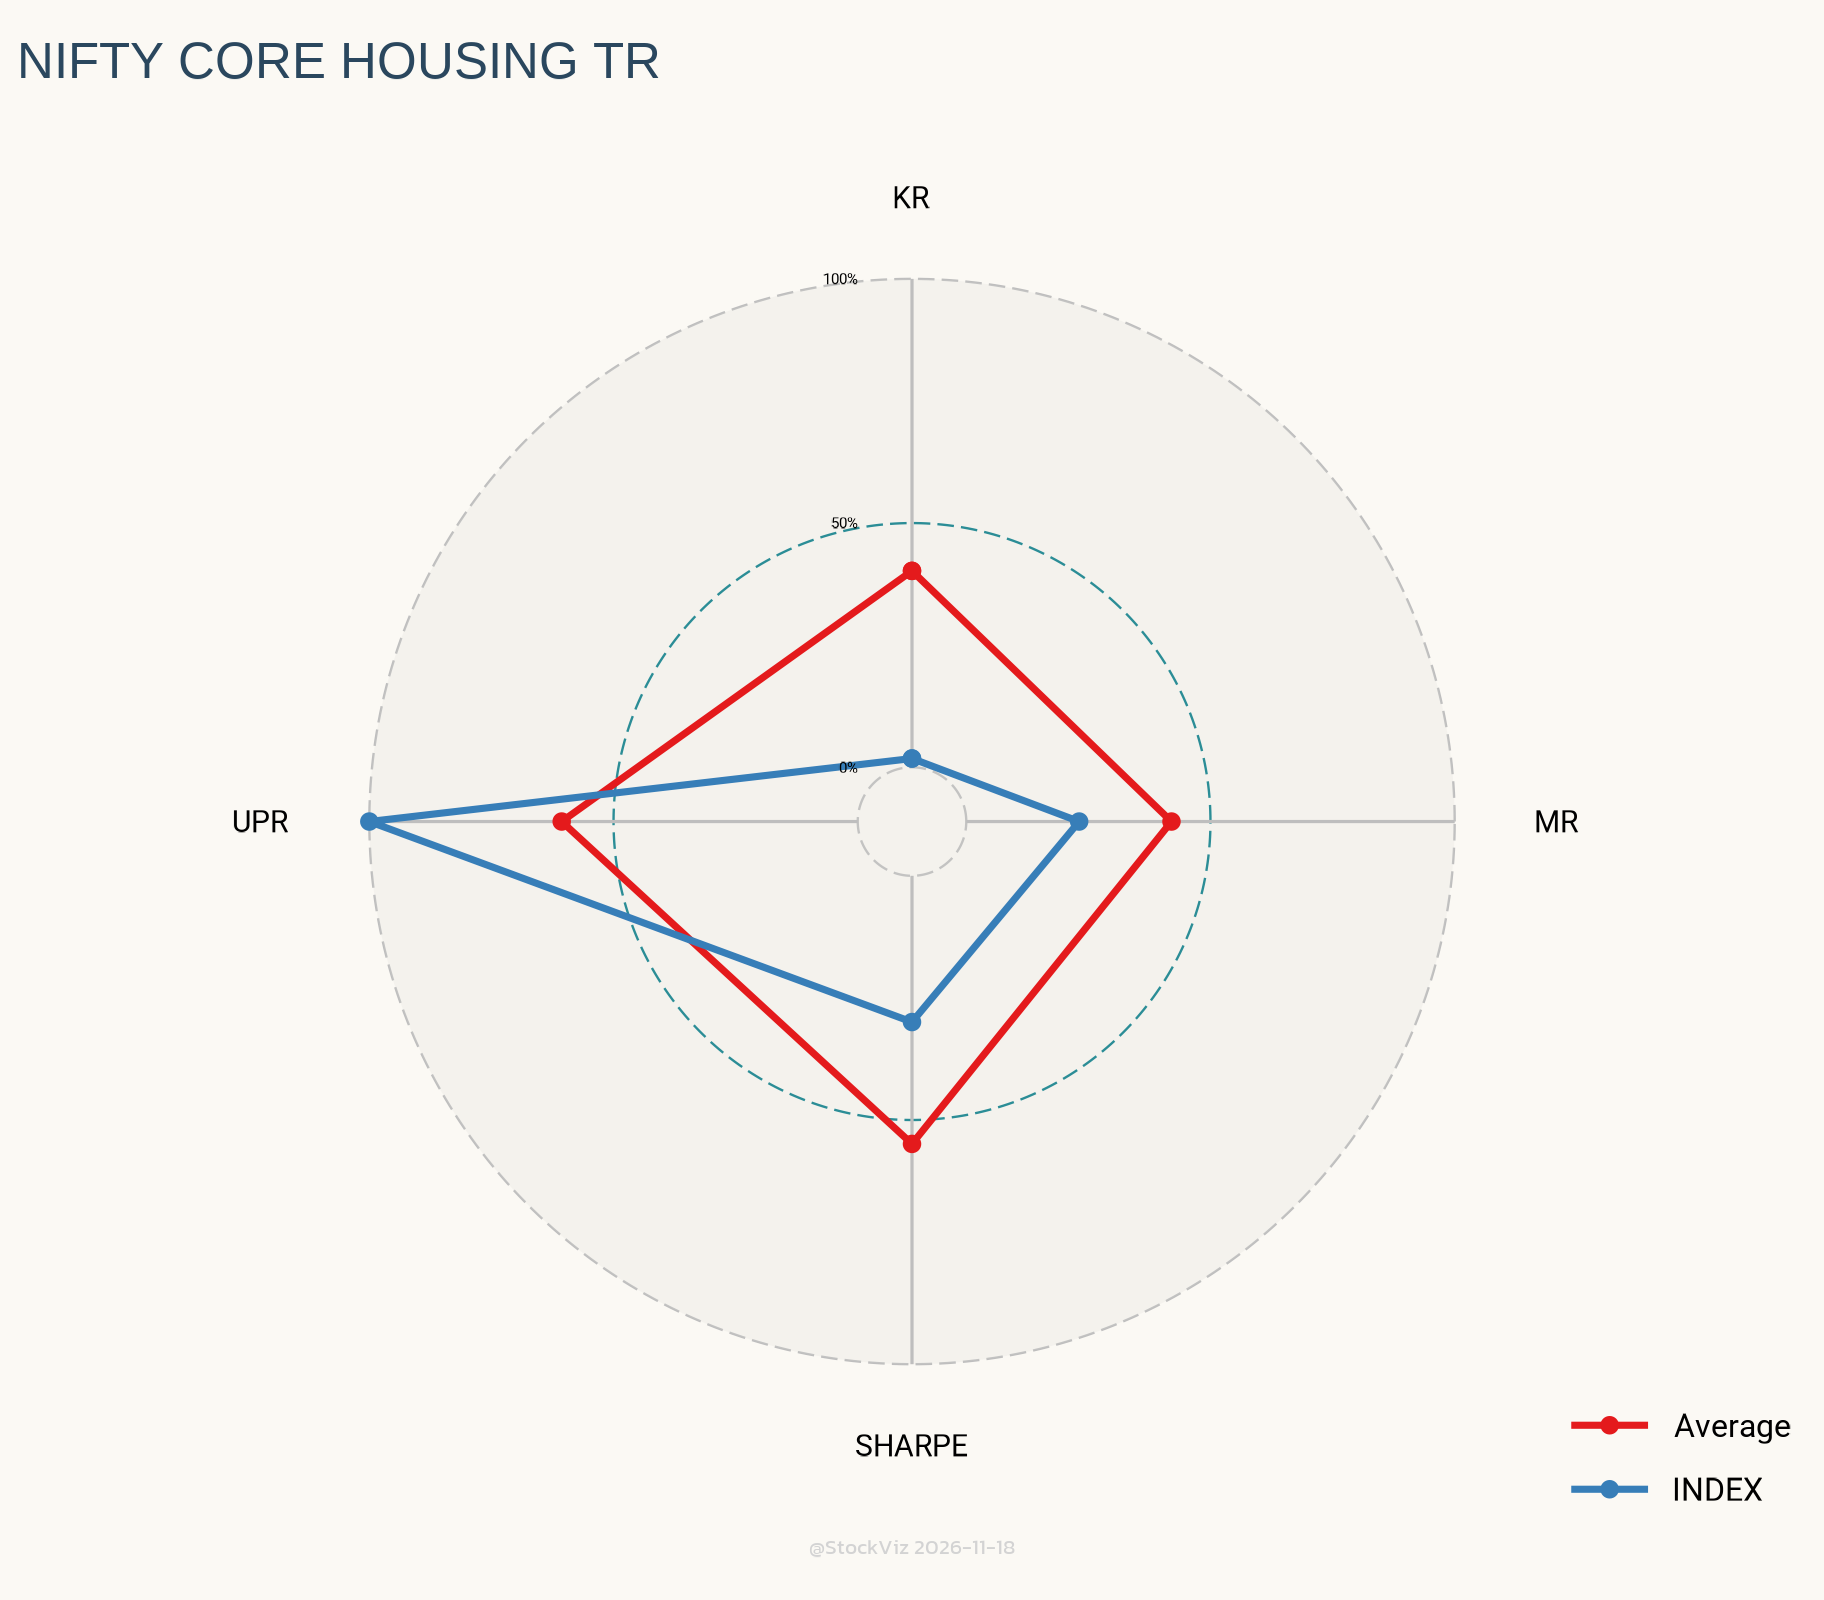 NIFTY CORE HOUSING TR
KR
100%
50%
0%
UPR
MR
SHARPE
Average
INDEX
@StockViz 2026-11-18